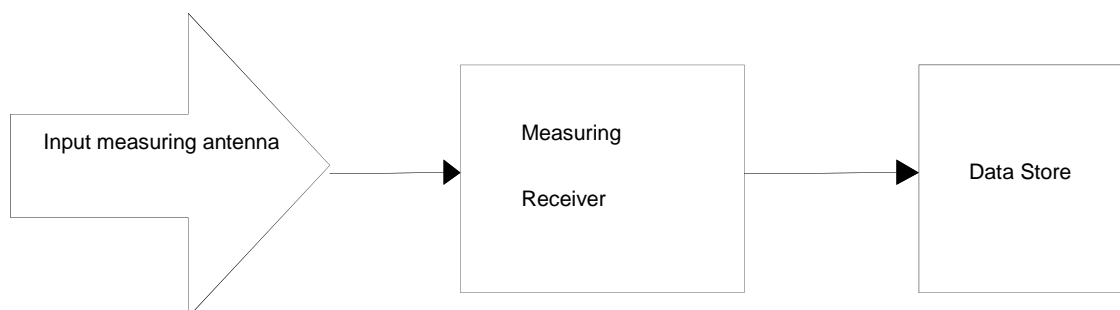 Input measuring antenna
Measuring
Receiver
Data Store